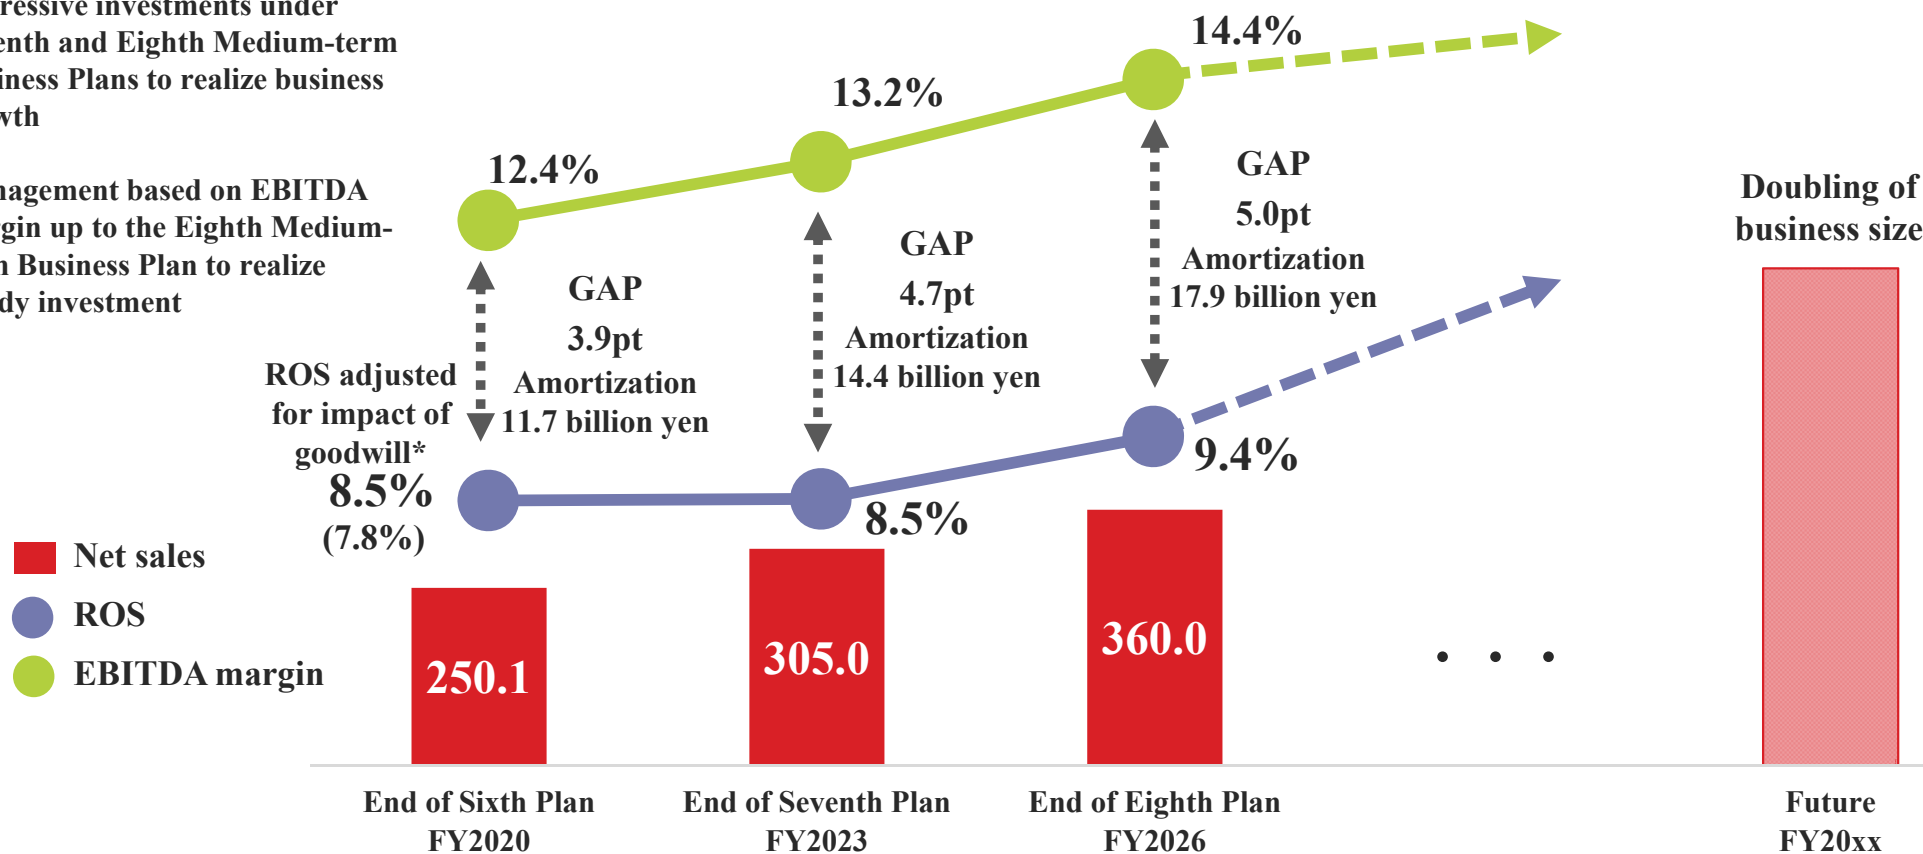 ressive investments under
enth and Eighth Medium-term
iness Plans to realize business
wth
nagement based on EBITDA
rgin up to the Eighth Medium-
n Business Plan to realize
dy investment
12.4%
13.2%
14.4%
GAP
3.9pt
Amortization
11.7 billion yen
GAP
4.7pt
Amortization
14.4 billion yen
GAP
5.0pt
Amortization
17.9 billion yen
Doubling of
business size
ROS adjusted
for impact of
goodwill*
8.5%
(7.8%)
8.5%
9.4%
Net sales
ROS
EBITDA margin
250.1
305.0
360.0
. . .
End of Sixth Plan
FY2020
End of Seventh Plan
FY2023
End of Eighth Plan
FY2026
Future
FY20xx